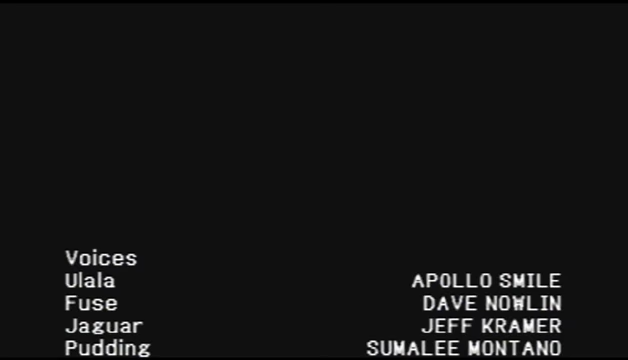 Voices
Ulala APOLLO SMILE
Fuse DAVE NOWLIN
Jaguar JEFF KRAMER
Pudding SUMALEE MONTANO